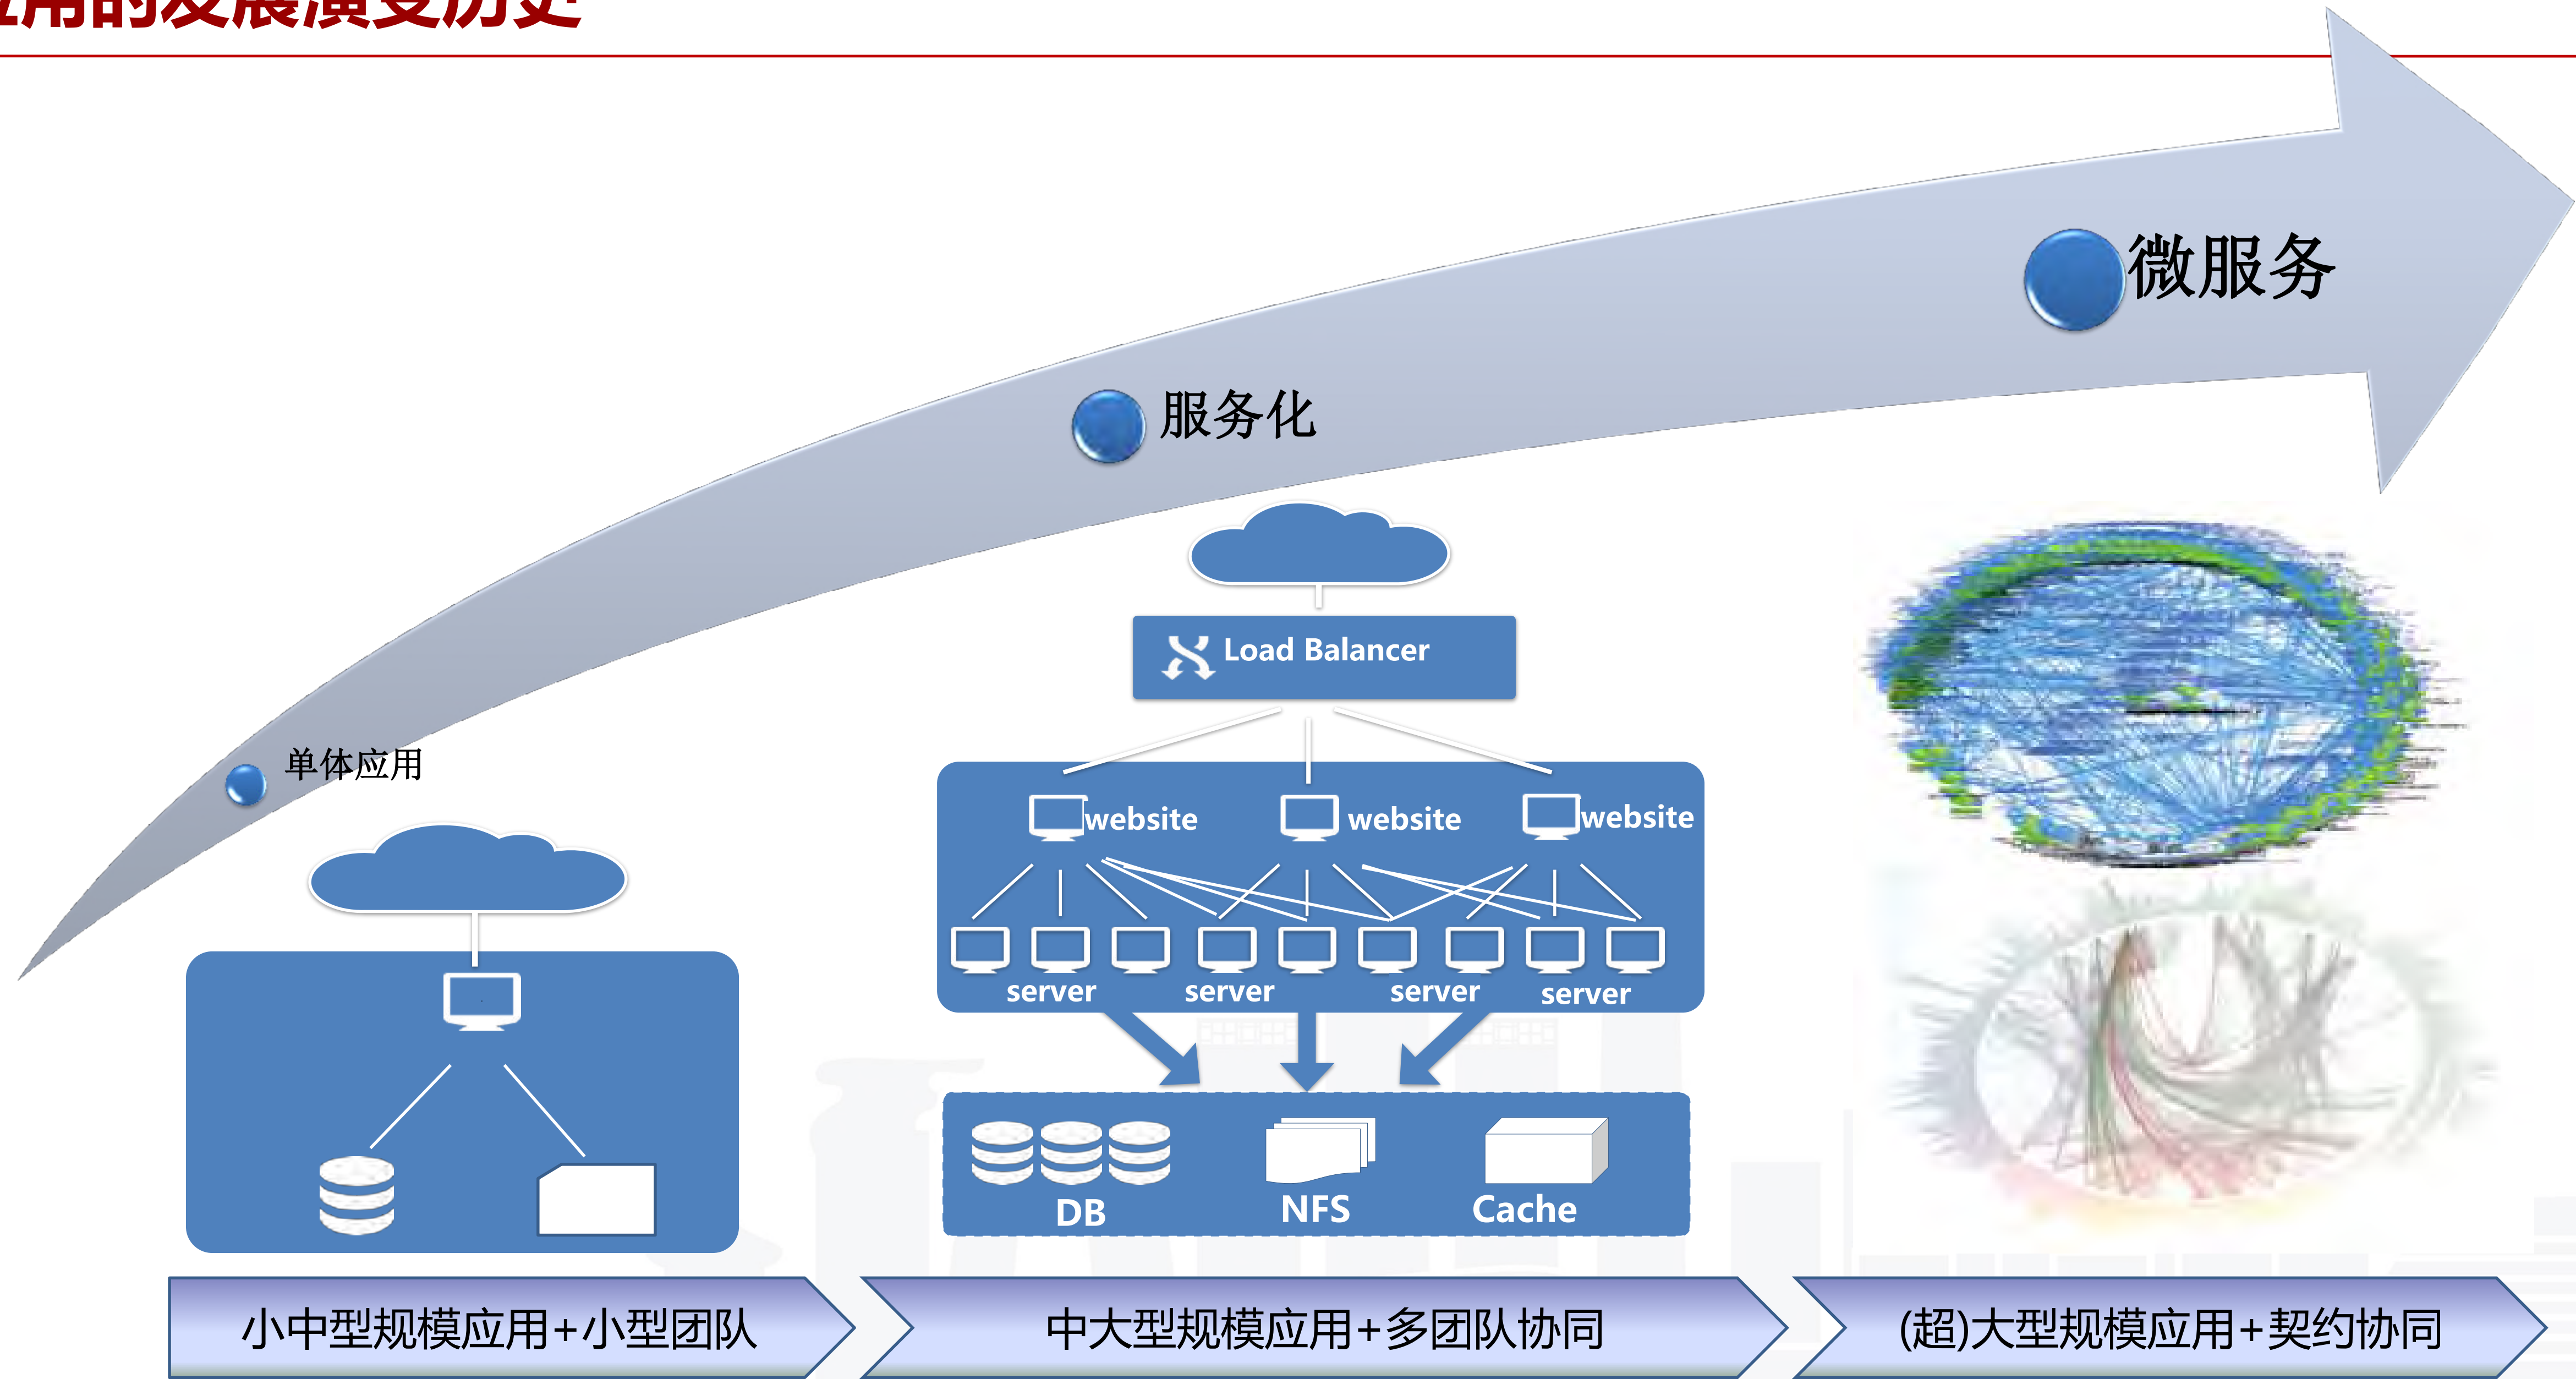 应用的发展演变历史
微服务
服务化
单体应用
Load Balancer
website website website
server server server server
DB NFS Cache
小中型规模应用+小型团队
中大型规模应用+多团队协同
(超)大型规模应用+契约协同